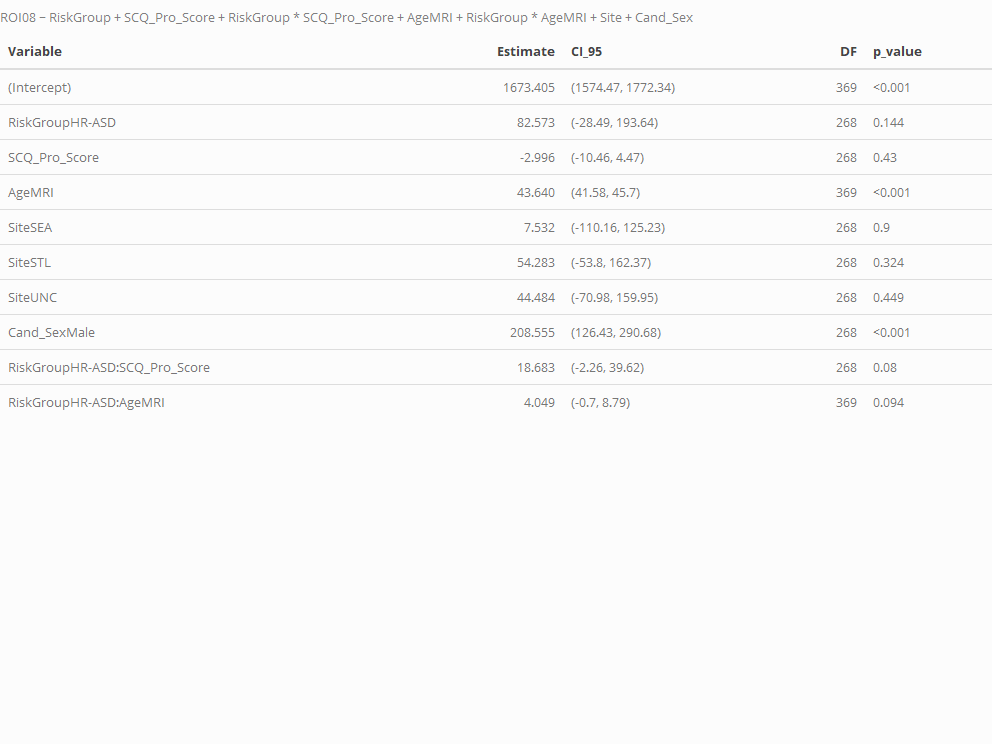 ROI08 ~ RiskGroup + SCQ_Pro_Score + RiskGroup * SCQ_Pro_Score + AgeMRI + RiskGroup * AgeMRI + Site + Cand_Sex
Variable Estimate CI_95 DF p_value
(Intercept) 1673.405 (1574.47, 1772.34) 369 <0.001
RiskGroupHR-ASD 82.573 (-28.49, 193.64) 268 0.144
SCQ_Pro_Score -2.996 (-10.46, 4.47) 268 0.43
AgeMRI 43.640 (41.58, 45.7) 369 <0.001
SiteSEA 7.532 (-110.16, 125.23) 268 0.9
SiteSTL 54.283 (-53.8, 162.37) 268 0.324
SiteUNC 44.484 (-70.98, 159.95) 268 0.449
Cand_SexMale 208.555 (126.43, 290.68) 268 <0.001
RiskGroupHR-ASD:SCQ_Pro_Score 18.683 (-2.26, 39.62) 268 0.08
RiskGroupHR-ASD:AgeMRI 4.049 (-0.7, 8.79) 369 0.094